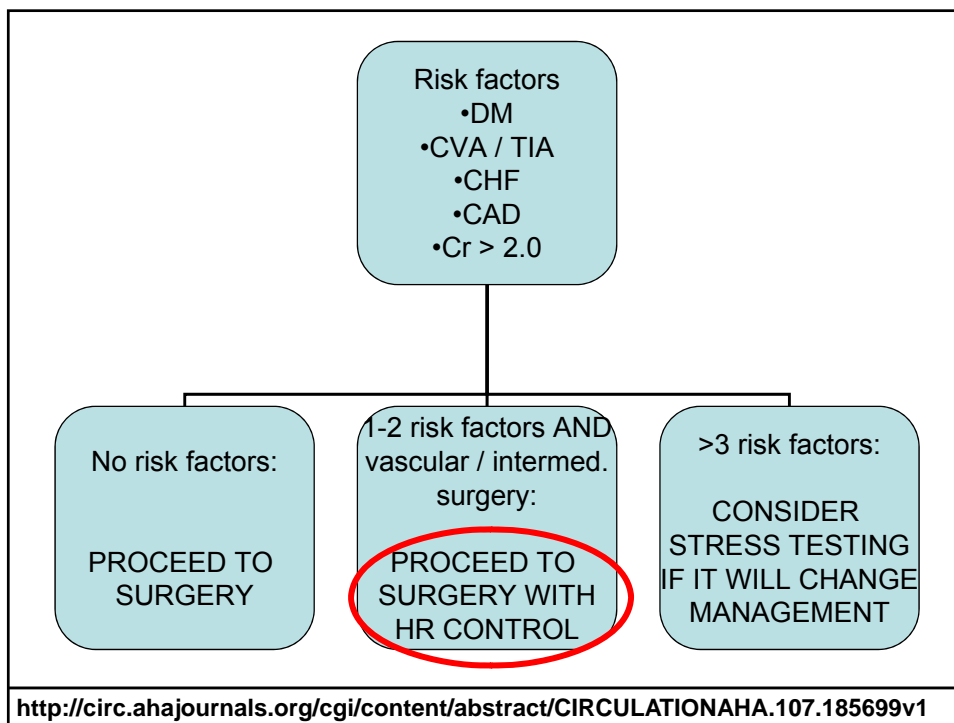 Risk factors
•DM
•CVA / TIA
•CHF
•CAD
•Cr > 2.0
No risk factors:
PROCEED TO
SURGERY
1-2 risk factors AND
vascular / intermed.
surgery:
PROCEED TO
SURGERY WITH
HR CONTROL
>3 risk factors:
CONSIDER
STRESS TESTING
IF IT WILL CHANGE
MANAGEMENT
http://circ.ahajournals.org/cgi/content/abstract/CIRCULATIONAHA.107.185699v1